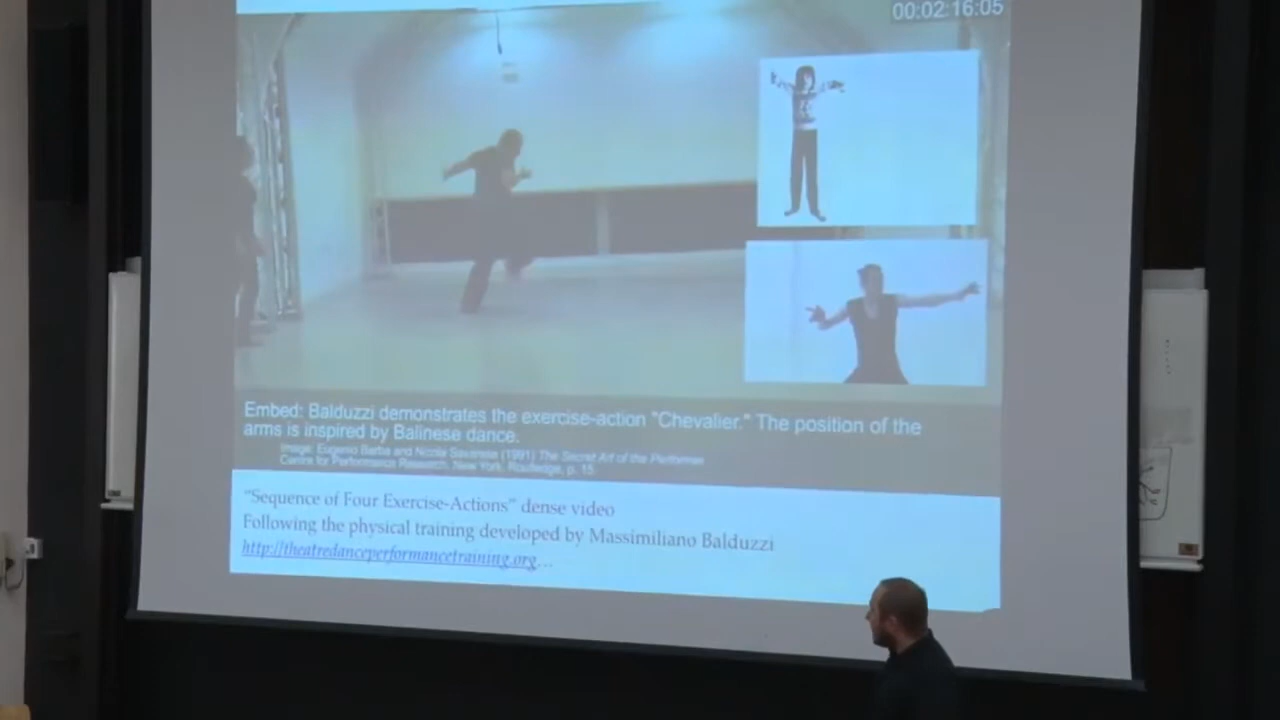 00:02:16:05
Embed: Balduzzi demonstrates the exercise-action "Chevalier." The position of the
arms is inspired by Balinese dance.
Image: Eugenio Barba and Nicola Savarese (1991) The Secret Art of the Performer
Centre for Performance Research, New York: Routledge, p. 15.
“Sequence of Four Exercise-Actions” dense video
Following the physical training developed by Massimiliano Balduzzi
http://theatredanceperformancetraining.org…